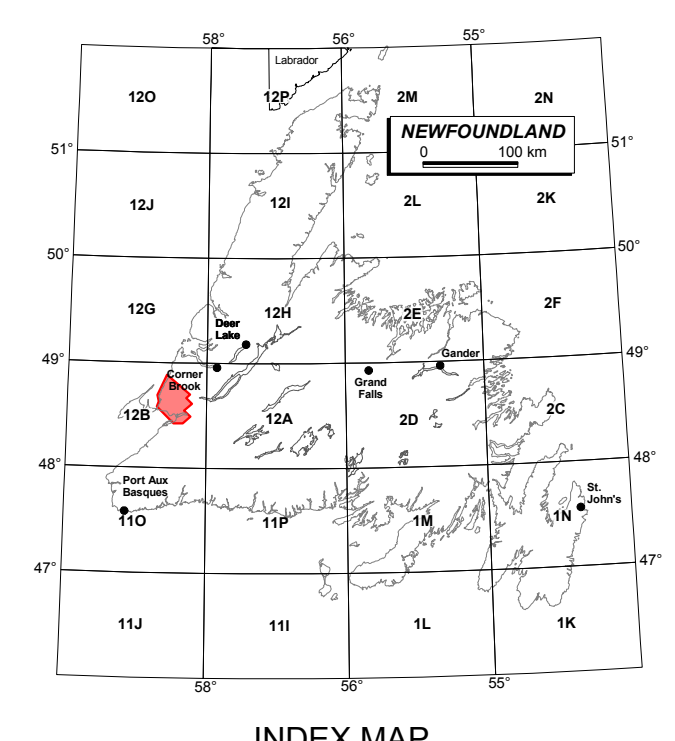 58°
56°
55°
Labrador
12O
12P
2M
2N
NEWFOUNDLAND
0 100 km
51°
51°
12J
12I
2L
2K
50°
50°
12G
12H
2E
2F
Deer
Lake
49°
49°
Gander
Corner
Brook
Grand
Falls
12B
12A
2D
2C
48°
48°
Port Aux
Basques
St.
John's
11O
11P
1M
1N
47°
47°
11J
11I
1L
1K
58°
56°
55°
INDEX MAP